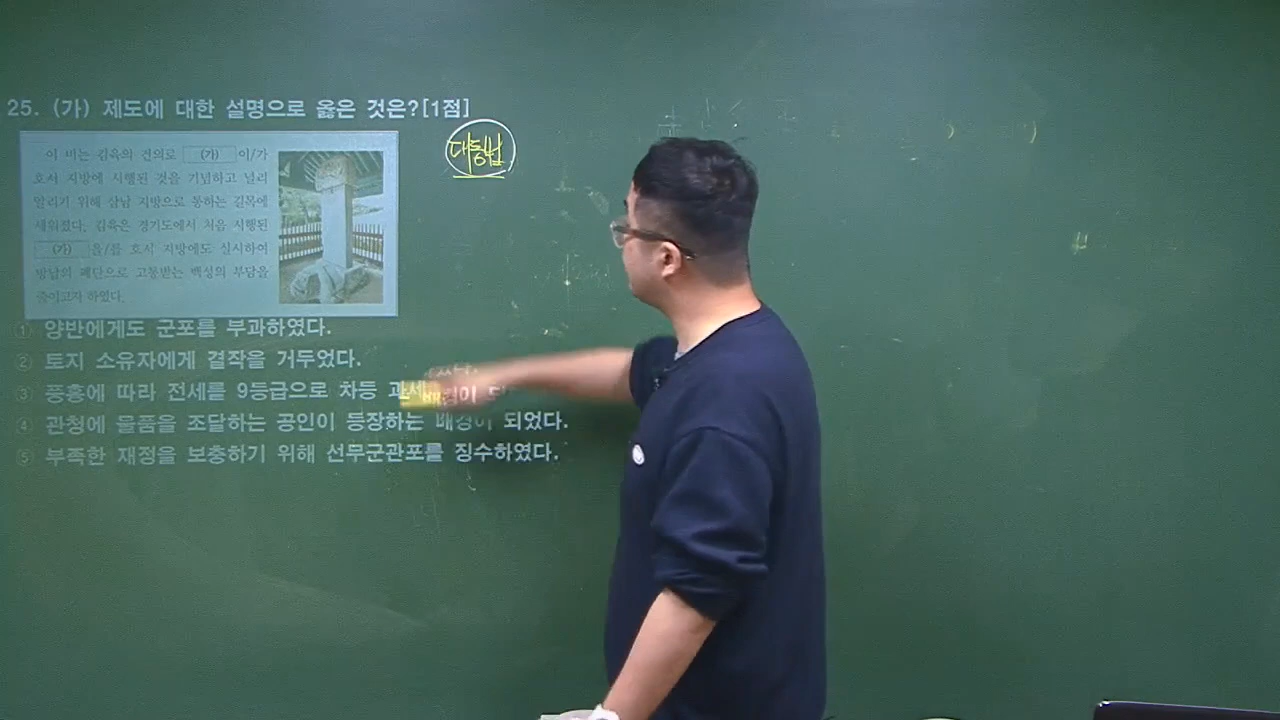 25. (가) 제도에 대한 설명으로 옳은 것은?[1점]
대동법
이 비는 김육의 건의로 (가) 이/가
호서 지방에 시행된 것을 기념하고 널리
알리기 위해 삼남 지방으로 통하는 길목에
세워졌다. 김육은 경기도에서 처음 시행된
(가) 을/를 호서 지방에도 실시하여
방납의 폐단으로 고통받는 백성의 부담을
줄이고자 하였다.
① 양반에게도 군포를 부과하였다.
② 토지 소유자에게 결작을 거두었다.
③ 풍흉에 따라 전세를 9등급으로 차등 과세
④ 관청에 물품을 조달하는 공인이 등장하는 배경이 되었다.
⑤ 부족한 재정을 보충하기 위해 선무군관포를 징수하였다.